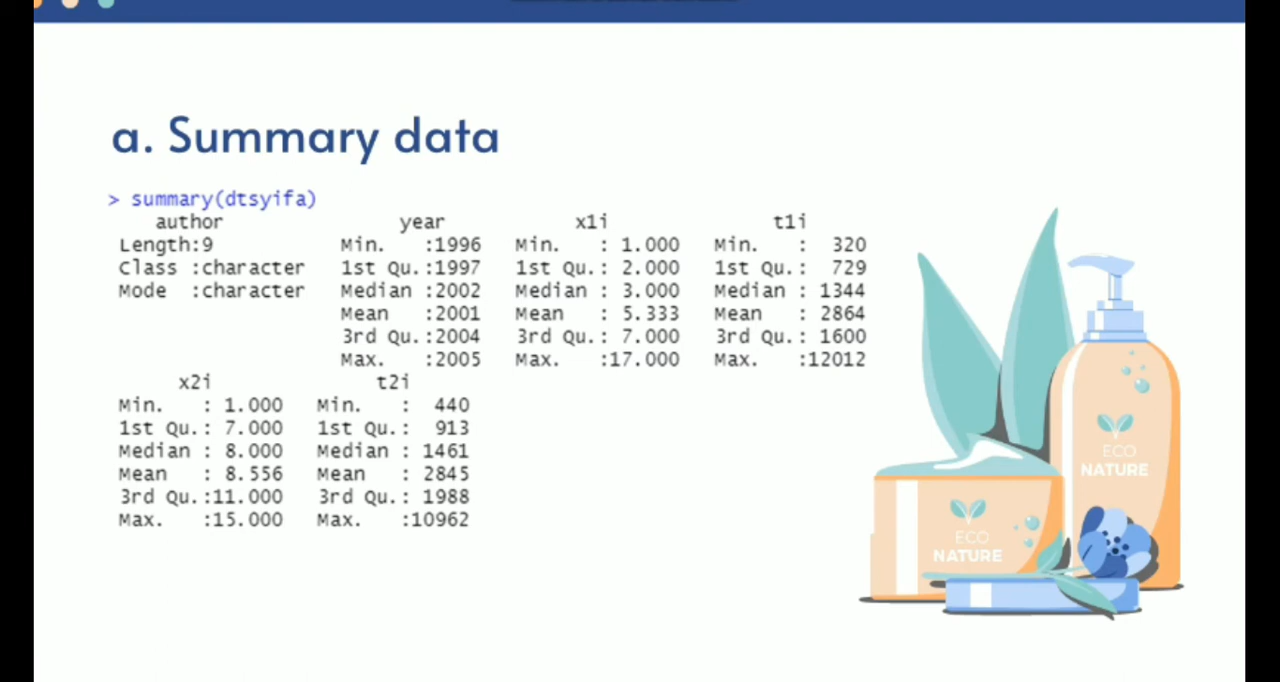 a. Summary data
> summary(dtsyifa)
author year x1i t1i
Length:9 Min. :1996 Min. : 1.000 Min. : 320
Class :character 1st Qu.:1997 1st Qu.: 2.000 1st Qu.: 729
Mode :character Median :2002 Median : 3.000 Median : 1344
Mean :2001 Mean : 5.333 Mean : 2864
3rd Qu.:2004 3rd Qu.: 7.000 3rd Qu.: 1600
Max. :2005 Max. :17.000 Max. :12012
x2i t2i
Min. : 1.000 Min. : 440
1st Qu.: 7.000 1st Qu.: 913
Median : 8.000 Median : 1461
Mean : 8.556 Mean : 2845
3rd Qu.:11.000 3rd Qu.: 1988
Max. :15.000 Max. :10962
ECO
NATURE
ECO
NATURE